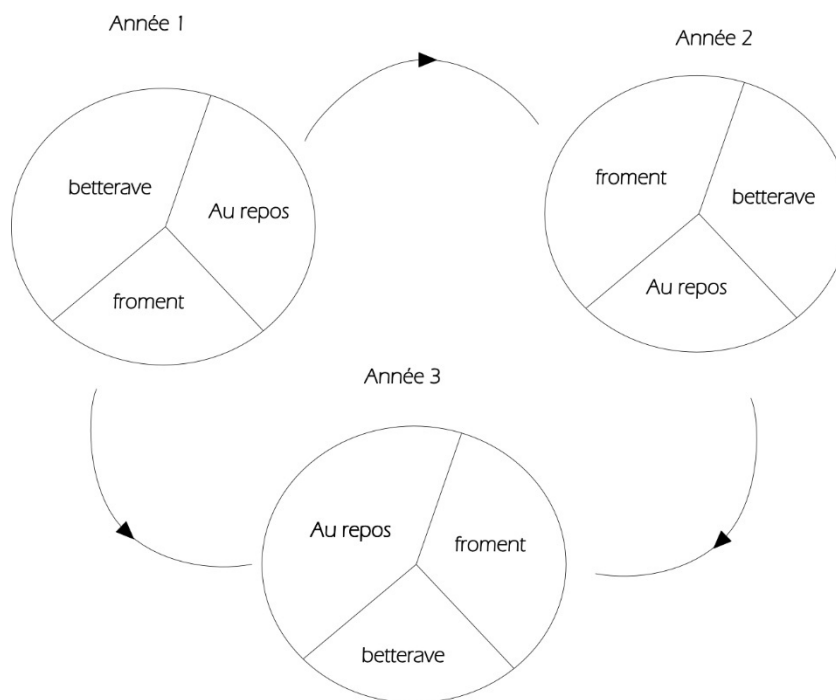 Année 1
betterave
Au repos
froment
Année 2
froment
betterave
Au repos
Année 3
Au repos
froment
betterave